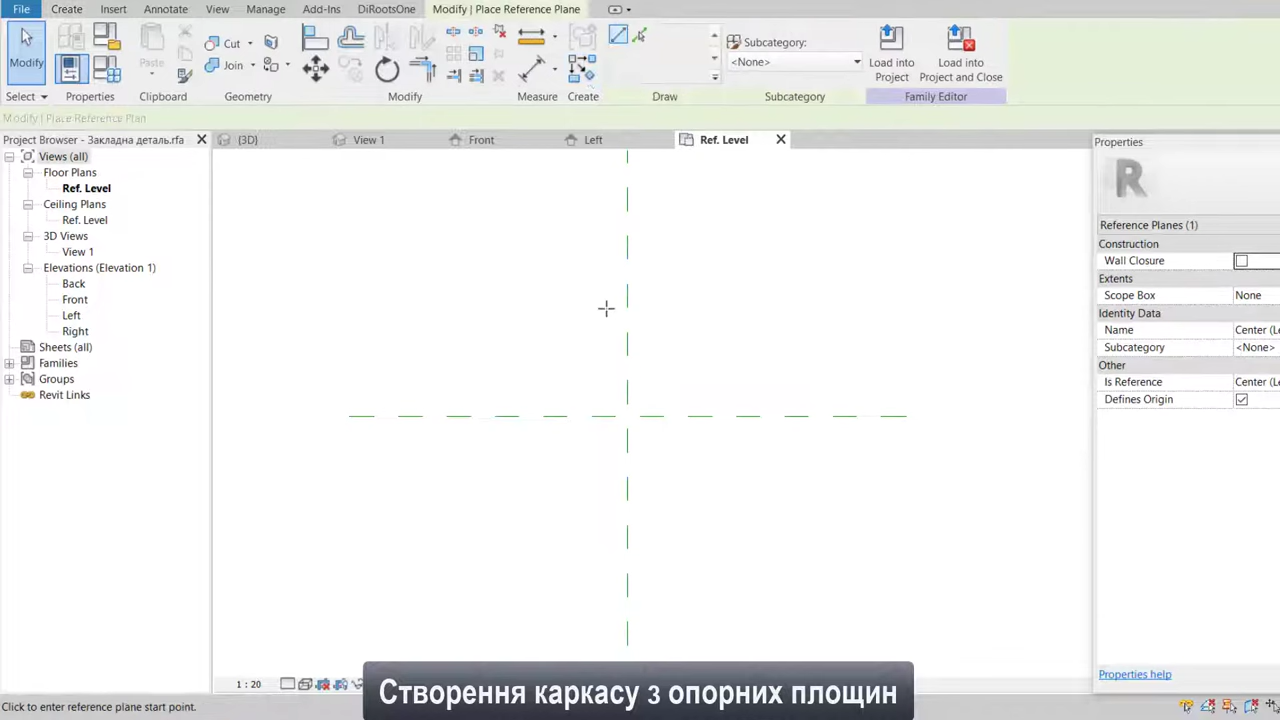 File Create Insert Annotate View Manage Add-Ins DiRootsOne Modify | Place Reference Plane
Modify Paste Cut Join Subcategory: <None> Load into Project Load into Project and Close
Select Properties Clipboard Geometry Modify Measure Create Draw Subcategory Family Editor
Modify | Place Reference Plan
Project Browser - Закладна деталь.rfa
{3D} View 1 Front Left Ref. Level
Views (all)
Floor Plans
Ref. Level
Ceiling Plans
Ref. Level
3D Views
View 1
Elevations (Elevation 1)
Back
Front
Left
Right
Sheets (all)
Families
Groups
Revit Links
Properties
R
Reference Planes (1)
Construction
Wall Closure
Extents
Scope Box None
Identity Data
Name Center (Le
Subcategory <None>
Other
Is Reference Center (Le
Defines Origin
Properties help
1 : 20
Створення каркасу з опорних площин
Click to enter reference plane start point.